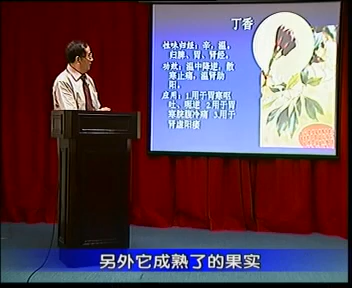 丁香
性味归经：辛，温，
归脾、胃、肾经，
功效：温中降逆，散
寒止痛，温肾助
阳。
应用：1.用于胃寒呕
吐、呃逆 2.用于胃
寒脘腹冷痛 3.用于
肾虚阳痿
另外它成熟了的果实